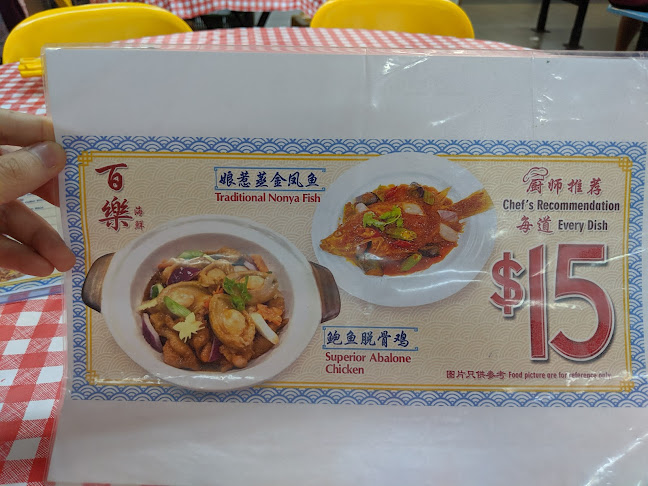 百樂
海鲜
娘惹蒸金凤鱼
Traditional Nonya Fish
厨师推荐
Chef's Recommendation
每道 Every Dish
$15
鲍鱼脱骨鸡
Superior Abalone
Chicken
图片只供参考 Food picture are for reference only